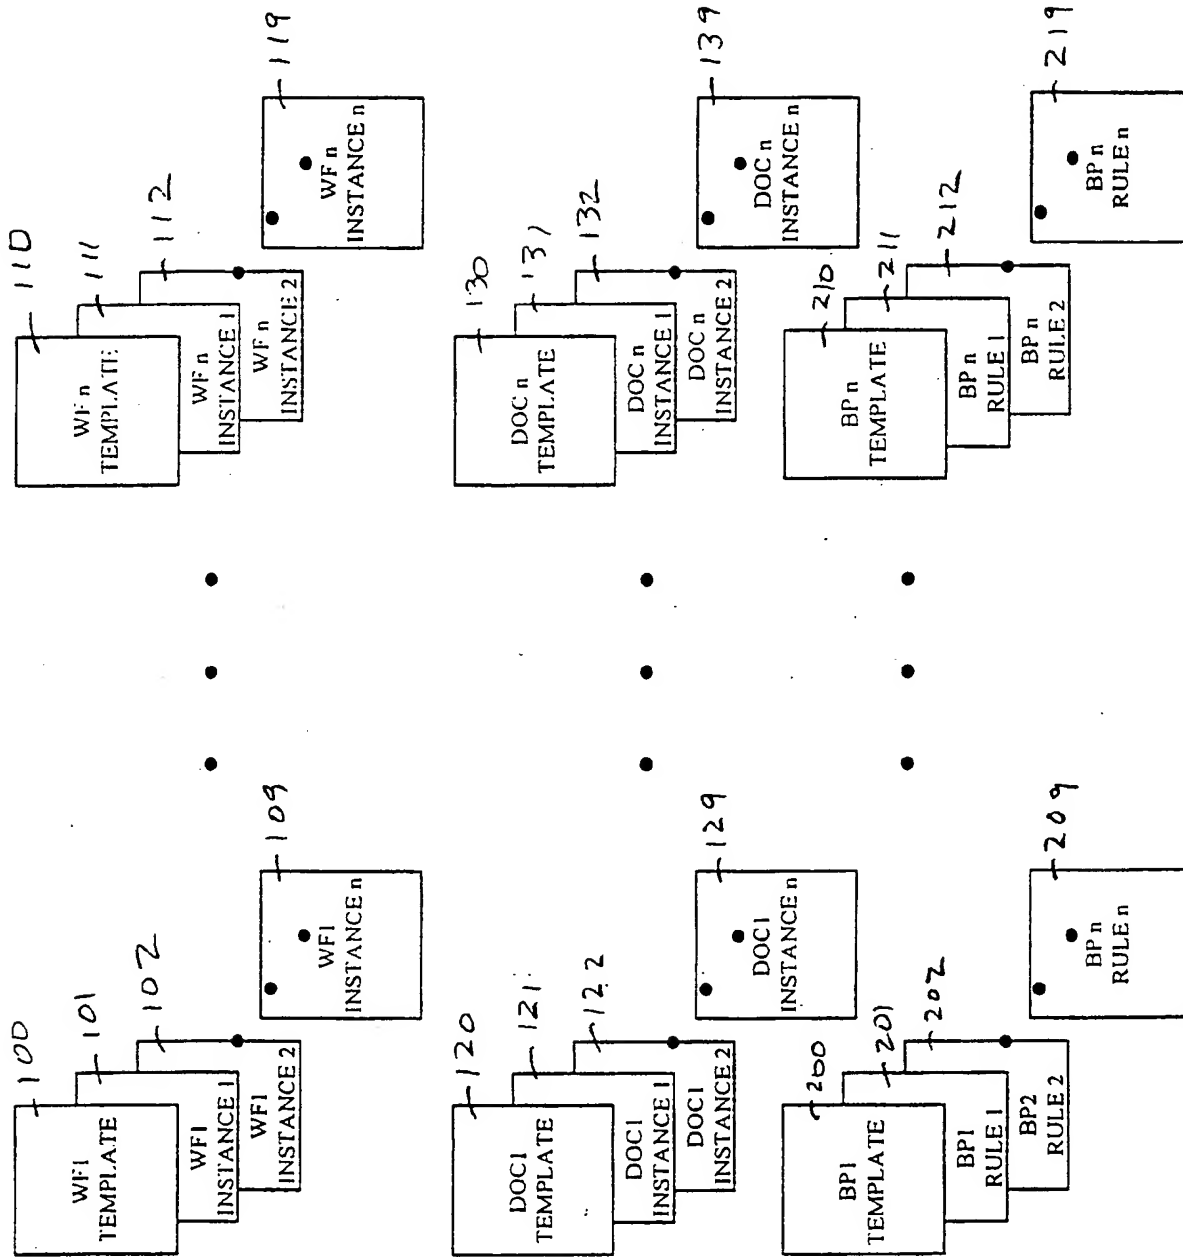 100
WF1
TEMPLATE
101
WF1
INSTANCE 1
102
WF1
INSTANCE 2
109
WF1
INSTANCE n
110
WF n
TEMPLATE
111
WF n
INSTANCE 1
112
WF n
INSTANCE 2
119
WF n
INSTANCE n
120
DOC1
TEMPLATE
121
DOC1
INSTANCE 1
122
DOC1
INSTANCE 2
129
DOC1
INSTANCE n
130
DOC n
TEMPLATE
131
DOC n
INSTANCE 1
132
DOC n
INSTANCE 2
139
DOC n
INSTANCE n
200
BP1
TEMPLATE
201
BP1
RULE 1
202
BP2
RULE 2
209
BP n
RULE n
210
BP n
TEMPLATE
211
BP n
RULE 1
212
BP n
RULE 2
219
BP n
RULE n